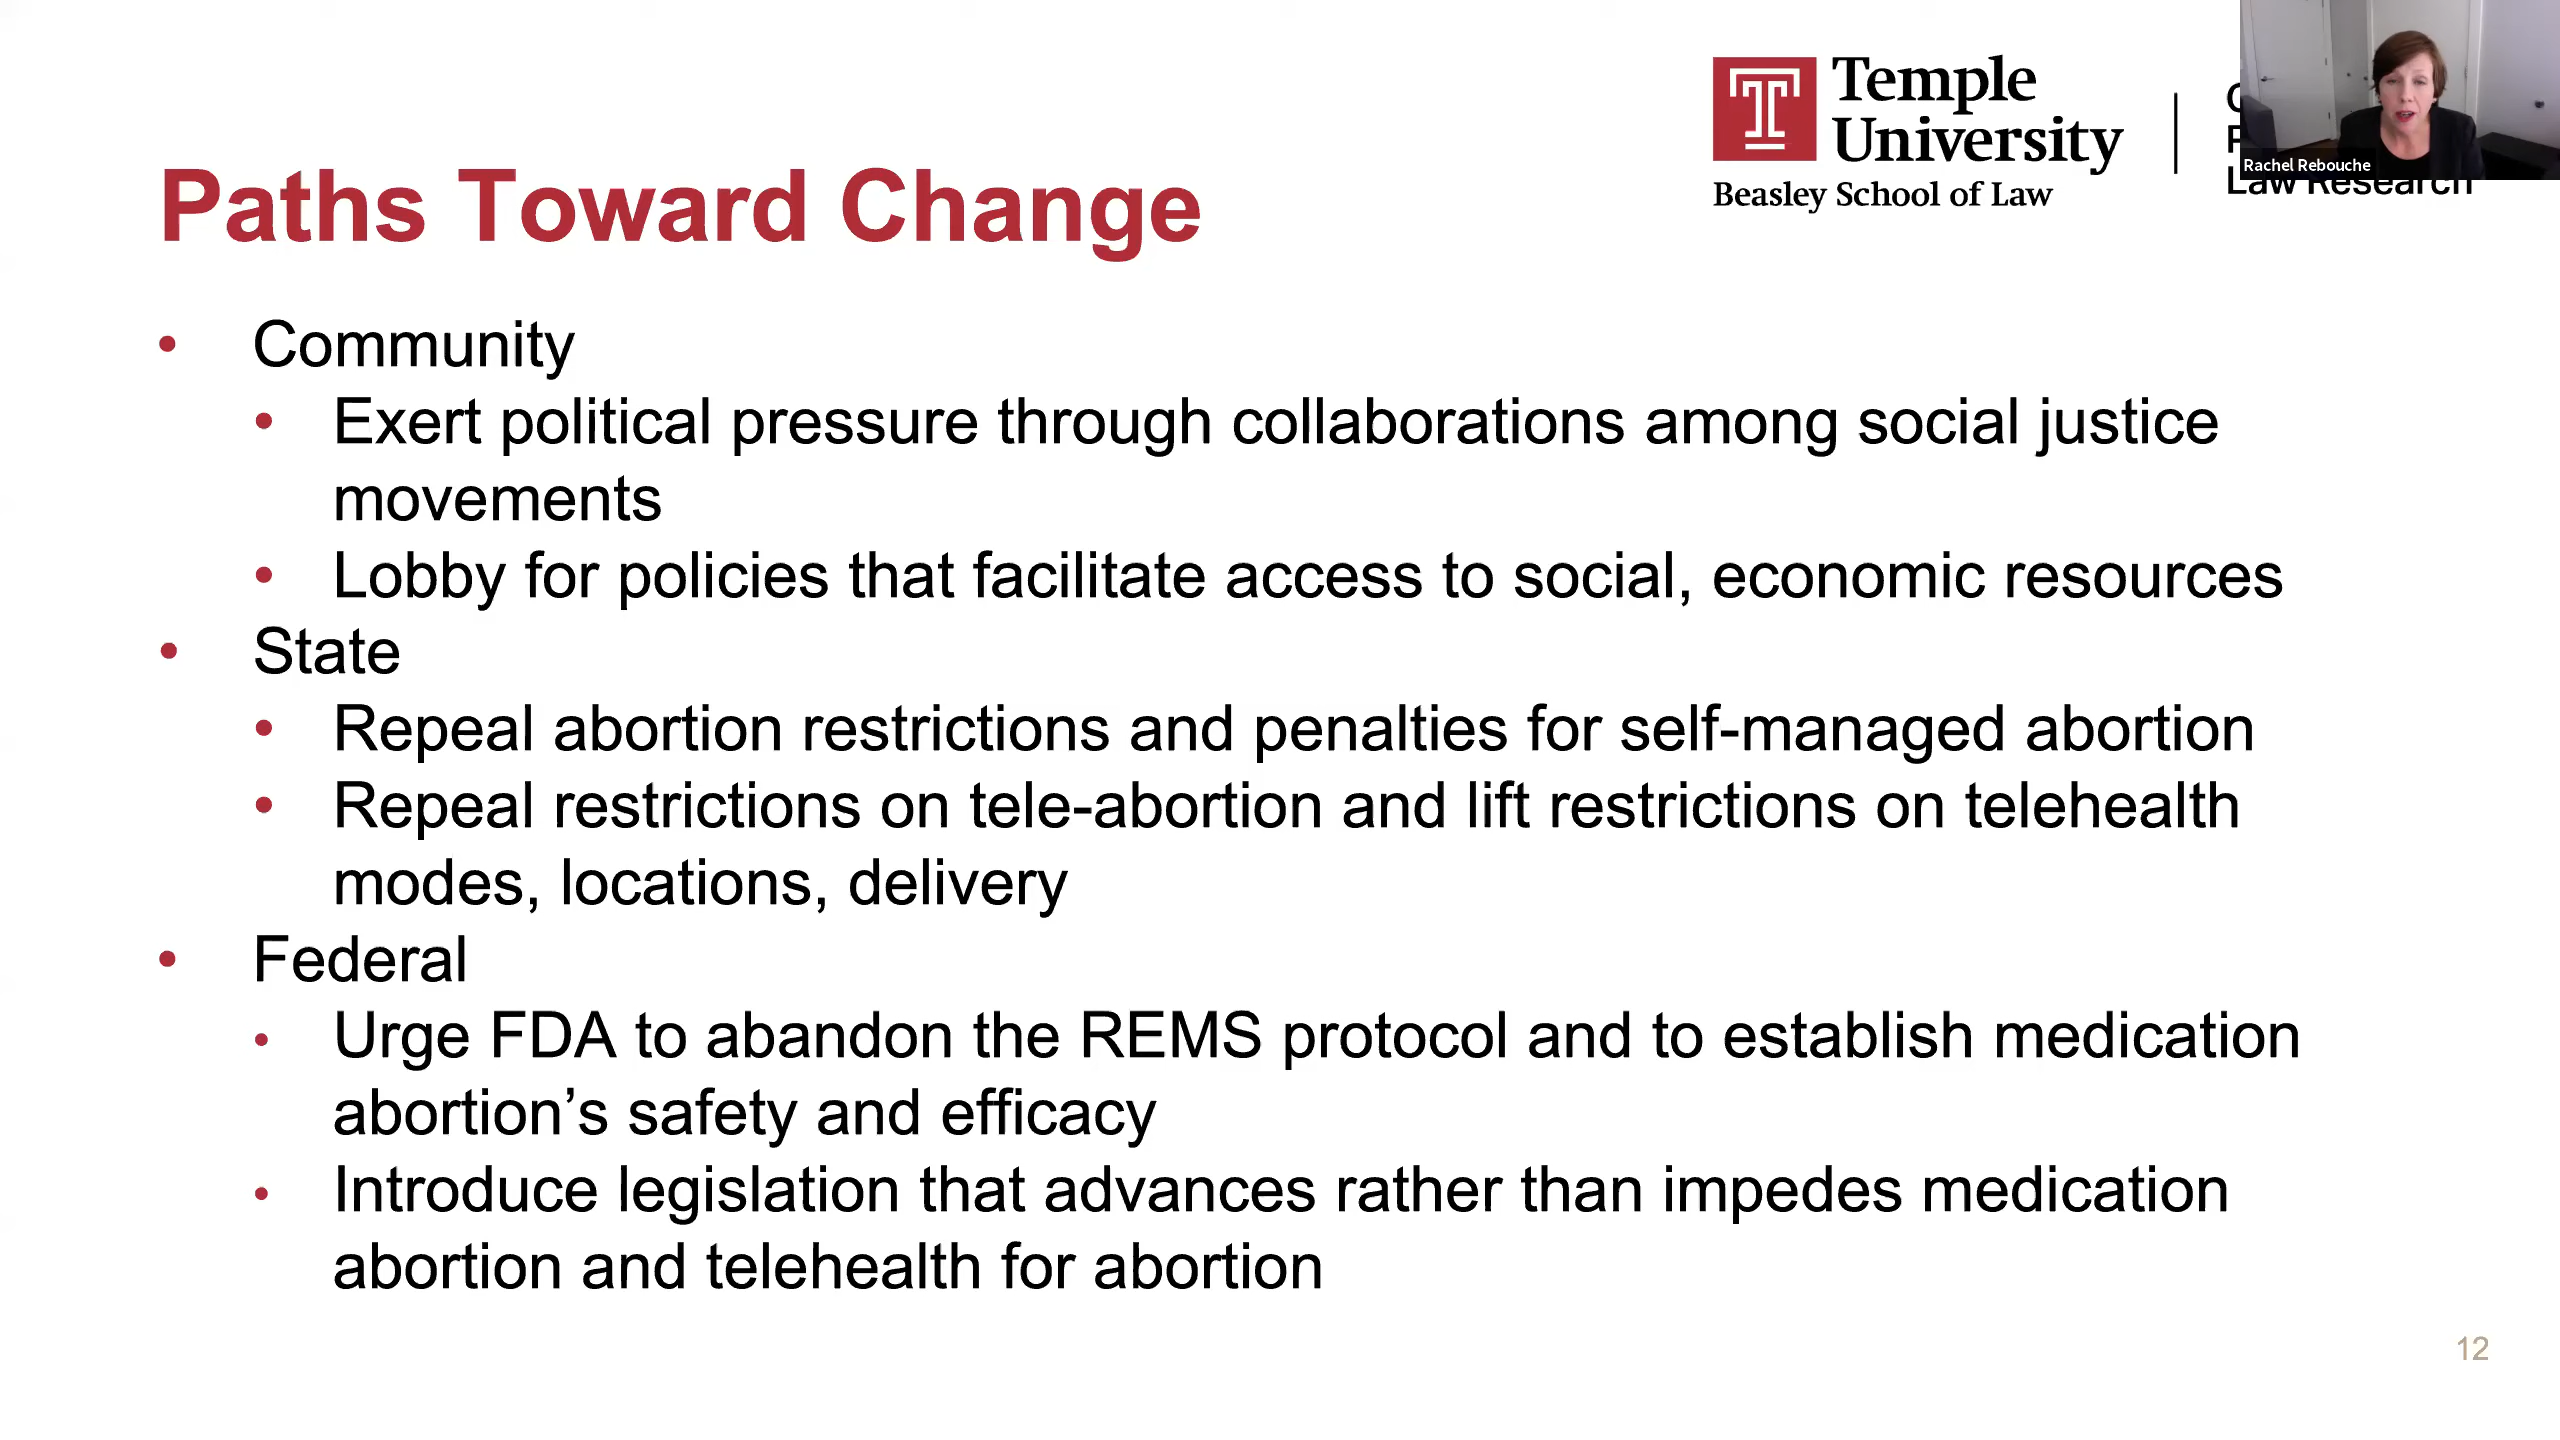 Temple
University
Beasley School of Law
Law Research
Rachel Rebouche
Paths Toward Change
• Community
• Exert political pressure through collaborations among social justice
movements
• Lobby for policies that facilitate access to social, economic resources
• State
• Repeal abortion restrictions and penalties for self-managed abortion
• Repeal restrictions on tele-abortion and lift restrictions on telehealth
modes, locations, delivery
• Federal
• Urge FDA to abandon the REMS protocol and to establish medication
abortion’s safety and efficacy
• Introduce legislation that advances rather than impedes medication
abortion and telehealth for abortion
12